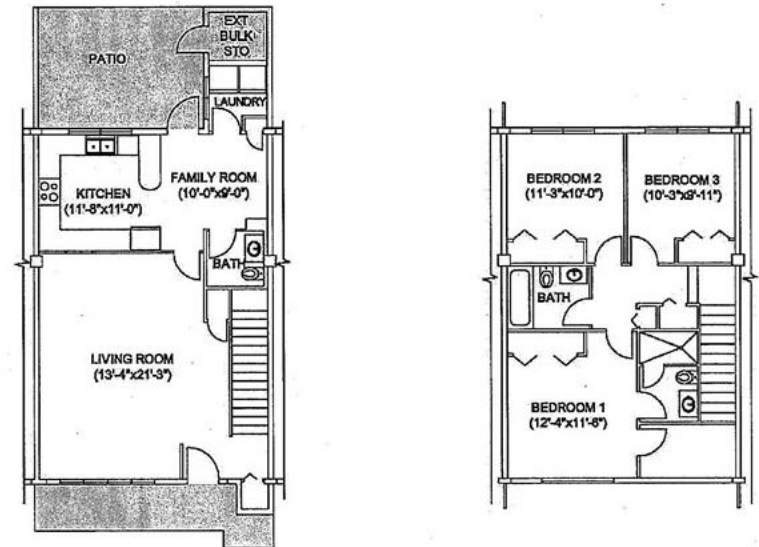 EXT
BULK
STO
PATIO
LAUNDRY
FAMILY ROOM
(10'-0"x9'-0")
KITCHEN
(11'-8"x11'-0")
BATH
LIVING ROOM
(13'-4"x21'-3")
BEDROOM 2
(11'-3"x10'-0")
BEDROOM 3
(10'-3"x9'-11")
BATH
BEDROOM 1
(12'-4"x11'-6")